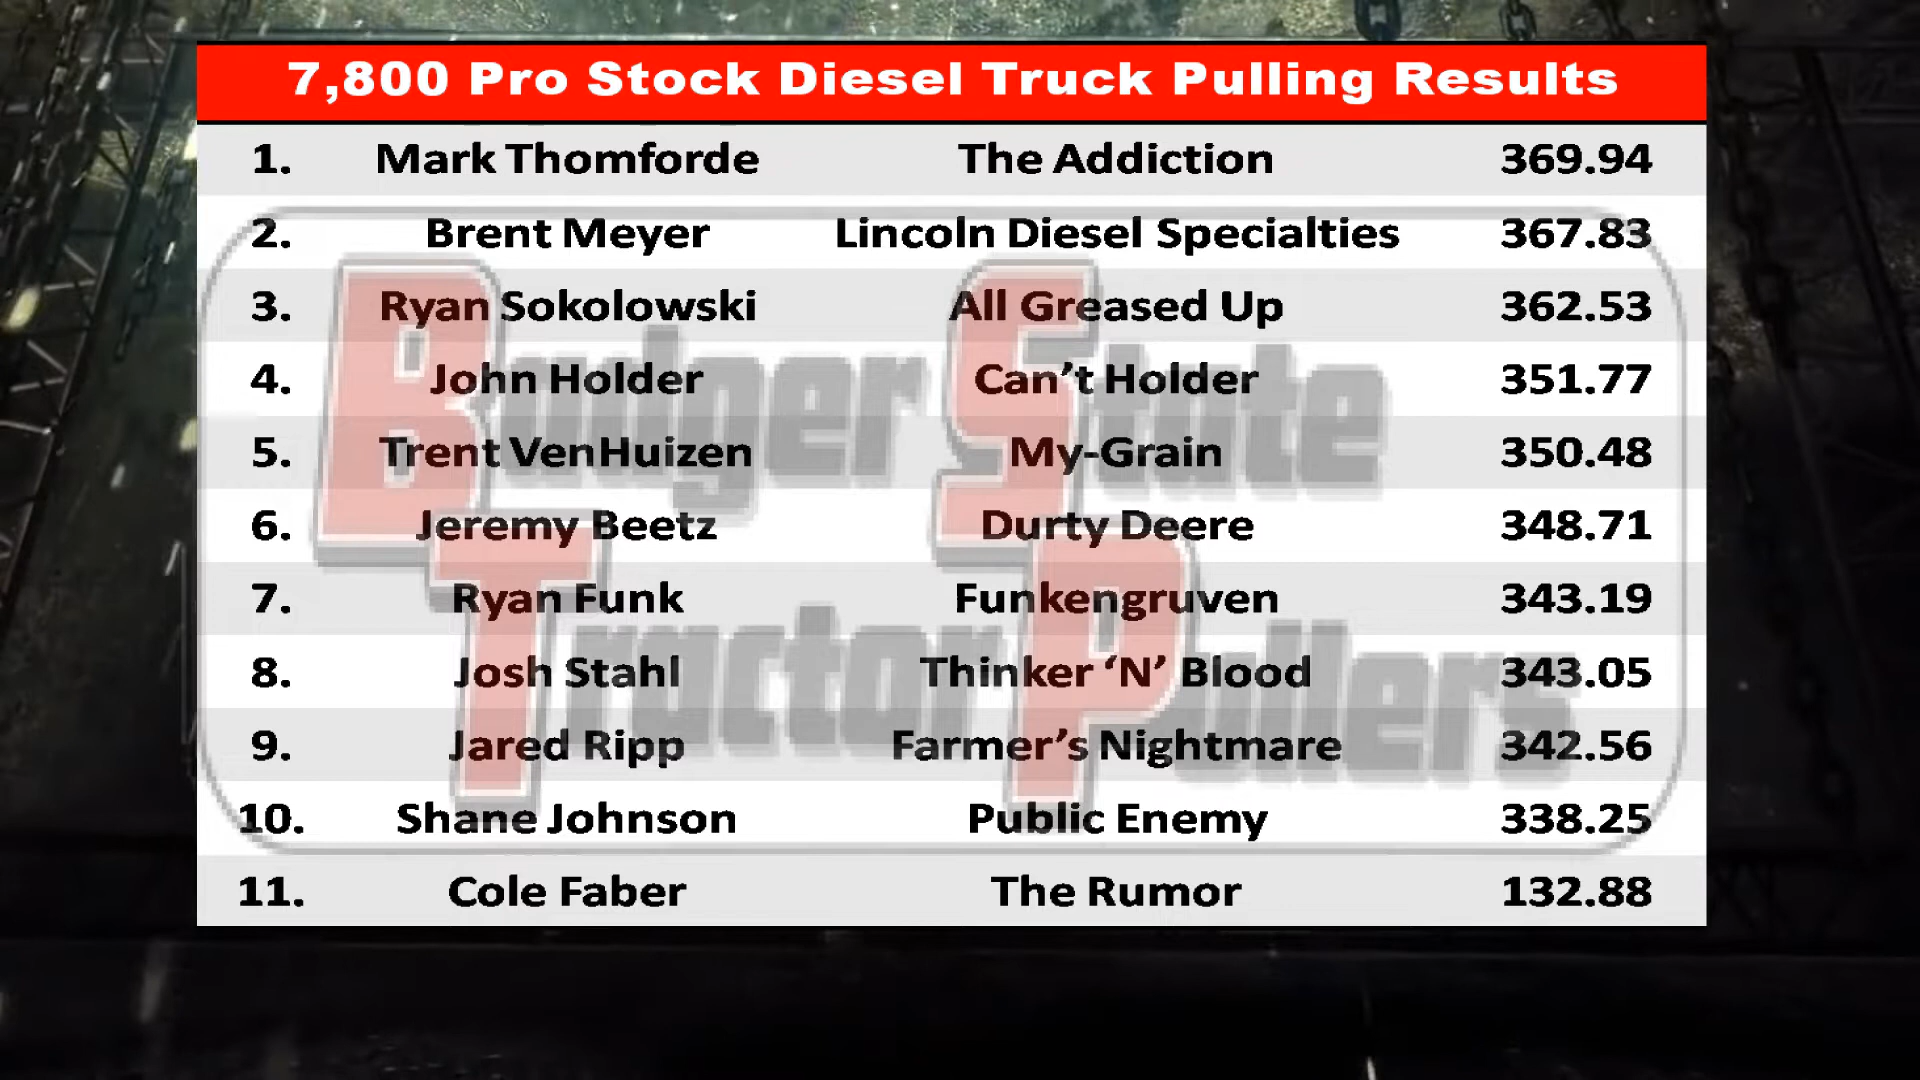 7,800 Pro Stock Diesel Truck Pulling Results
1. Mark Thomforde The Addiction 369.94
2. Brent Meyer Lincoln Diesel Specialties 367.83
3. Ryan Sokolowski All Greased Up 362.53
4. John Holder Can't Holder 351.77
5. Trent VenHuizen My-Grain 350.48
6. Jeremy Beetz Durty Deere 348.71
7. Ryan Funk Funkengruven 343.19
8. Josh Stahl Thinker ‘N’ Blood 343.05
9. Jared Ripp Farmer’s Nightmare 342.56
10. Shane Johnson Public Enemy 338.25
11. Cole Faber The Rumor 132.88
Badger State
Tractor Pullers